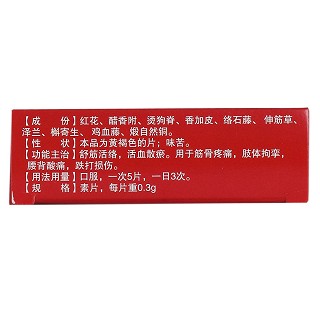 【成　份】红花、醋香附、烫狗脊、香加皮、络石藤、伸筋草、
泽兰、槲寄生、鸡血藤、煅自然铜。
【性　状】本品为黄褐色的片；味苦。
【功能主治】舒筋活络，活血散瘀。用于筋骨疼痛，肢体拘挛，
腰背酸痛，跌打损伤。
【用法用量】口服，一次5片，一日3次。
【规　格】素片，每片重0.3g